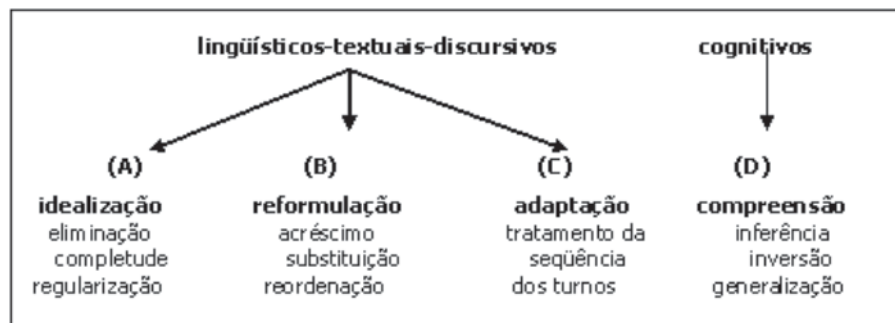 lingüísticos-textuais-discursivos cognitivos
(A) (B) (C) (D)
idealização reformulação adaptação compreensão
eliminação acréscimo tratamento da inferência
completude substituição seqüência inversão
regularização reordenação dos turnos generalização